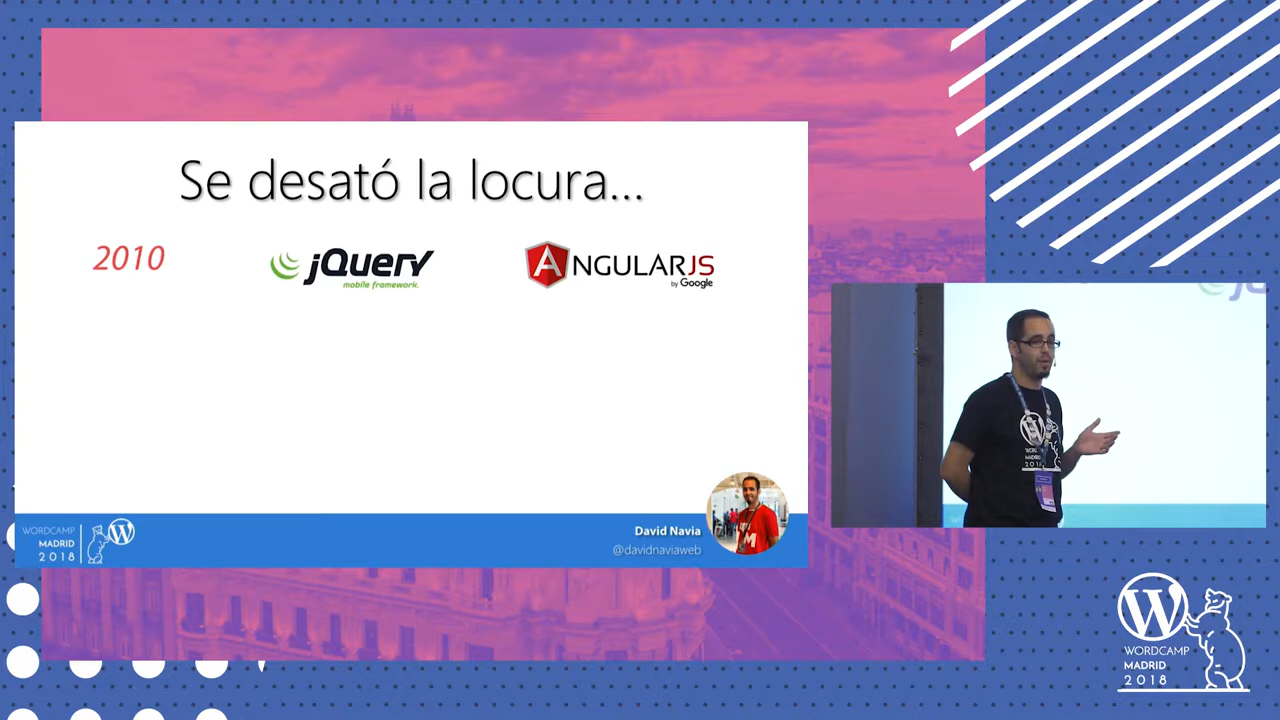 Se desató la locura...
2010
jQuery
mobile framework.
ANGULARJS
by Google
WORDCAMP
MADRID
2018
David Navia
@davidnaviaweb
WORDCAMP
MADRID
2018